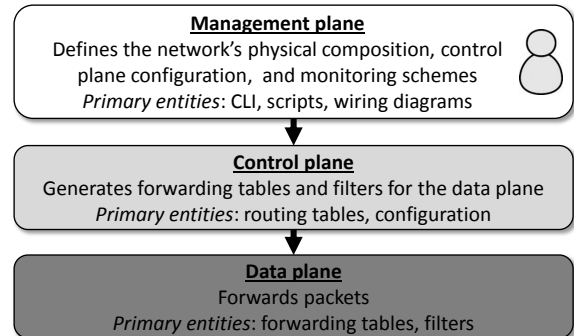 Management plane
Defines the network's physical composition, control
plane configuration, and monitoring schemes
Primary entities: CLI, scripts, wiring diagrams
Control plane
Generates forwarding tables and filters for the data plane
Primary entities: routing tables, configuration
Data plane
Forwards packets
Primary entities: forwarding tables, filters